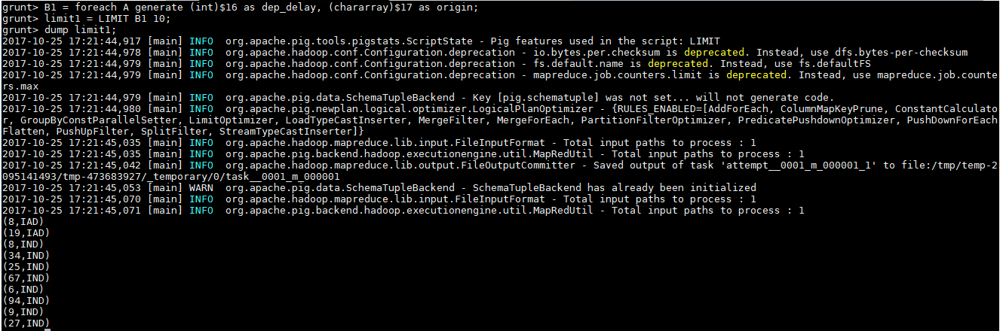 grunt> B1 = foreach A generate (int)$16 as dep_delay, (chararray)$17 as origin;
grunt> limit1 = LIMIT B1 10;
grunt> dump limit1;
2017-10-25 17:21:44,917 [main] INFO  org.apache.pig.tools.pigstats.ScriptState - Pig features used in the script: LIMIT
2017-10-25 17:21:44,978 [main] INFO  org.apache.hadoop.conf.Configuration.deprecation - io.bytes.per.checksum is deprecated. Instead, use dfs.bytes-per-checksum
2017-10-25 17:21:44,979 [main] INFO  org.apache.hadoop.conf.Configuration.deprecation - fs.default.name is deprecated. Instead, use fs.defaultFS
2017-10-25 17:21:44,979 [main] INFO  org.apache.hadoop.conf.Configuration.deprecation - mapreduce.job.counters.limit is deprecated. Instead, use mapreduce.job.counte
rs.max
2017-10-25 17:21:44,979 [main] INFO  org.apache.pig.data.SchemaTupleBackend - Key [pig.schematuple] was not set... will not generate code.
2017-10-25 17:21:44,980 [main] INFO  org.apache.pig.newplan.logical.optimizer.LogicalPlanOptimizer - {RULES_ENABLED=[AddForEach, ColumnMapKeyPrune, ConstantCalculato
r, GroupByConstParallelSetter, LimitOptimizer, LoadTypeCastInserter, MergeFilter, MergeForEach, PartitionFilterOptimizer, PredicatePushdownOptimizer, PushDownForEach
Flatten, PushUpFilter, SplitFilter, StreamTypeCastInserter]}
2017-10-25 17:21:45,035 [main] INFO  org.apache.hadoop.mapreduce.lib.input.FileInputFormat - Total input paths to process : 1
2017-10-25 17:21:45,035 [main] INFO  org.apache.pig.backend.hadoop.executionengine.util.MapRedUtil - Total input paths to process : 1
2017-10-25 17:21:45,042 [main] INFO  org.apache.hadoop.mapreduce.lib.output.FileOutputCommitter - Saved output of task 'attempt__0001_m_000001_1' to file:/tmp/temp-2
095141493/tmp-473683927/_temporary/0/task__0001_m_000001
2017-10-25 17:21:45,053 [main] WARN  org.apache.pig.data.SchemaTupleBackend - SchemaTupleBackend has already been initialized
2017-10-25 17:21:45,070 [main] INFO  org.apache.hadoop.mapreduce.lib.input.FileInputFormat - Total input paths to process : 1
2017-10-25 17:21:45,071 [main] INFO  org.apache.pig.backend.hadoop.executionengine.util.MapRedUtil - Total input paths to process : 1
(8,IAD)
(19,IAD)
(8,IND)
(34,IND)
(25,IND)
(67,IND)
(6,IND)
(94,IND)
(9,IND)
(27,IND)